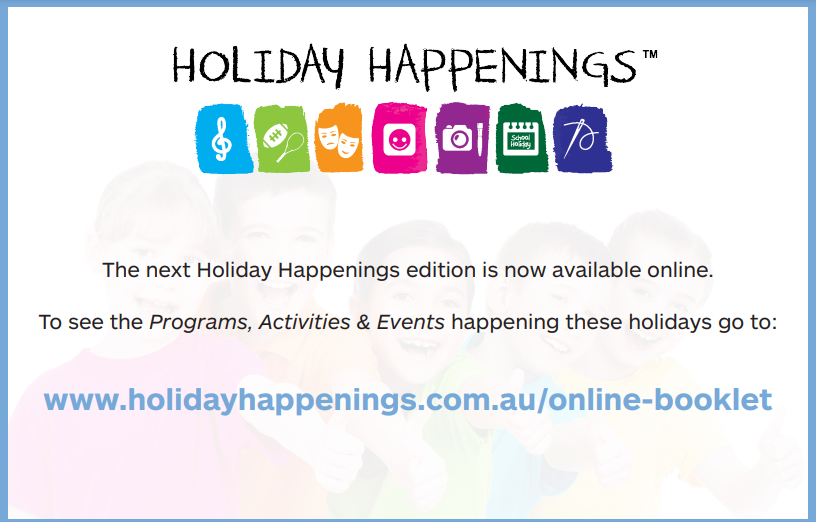 HOLIDAY HAPPENINGS™
School
Holiday
The next Holiday Happenings edition is now available online.
To see the Programs, Activities & Events happening these holidays go to:
www.holidayhappenings.com.au/online-booklet